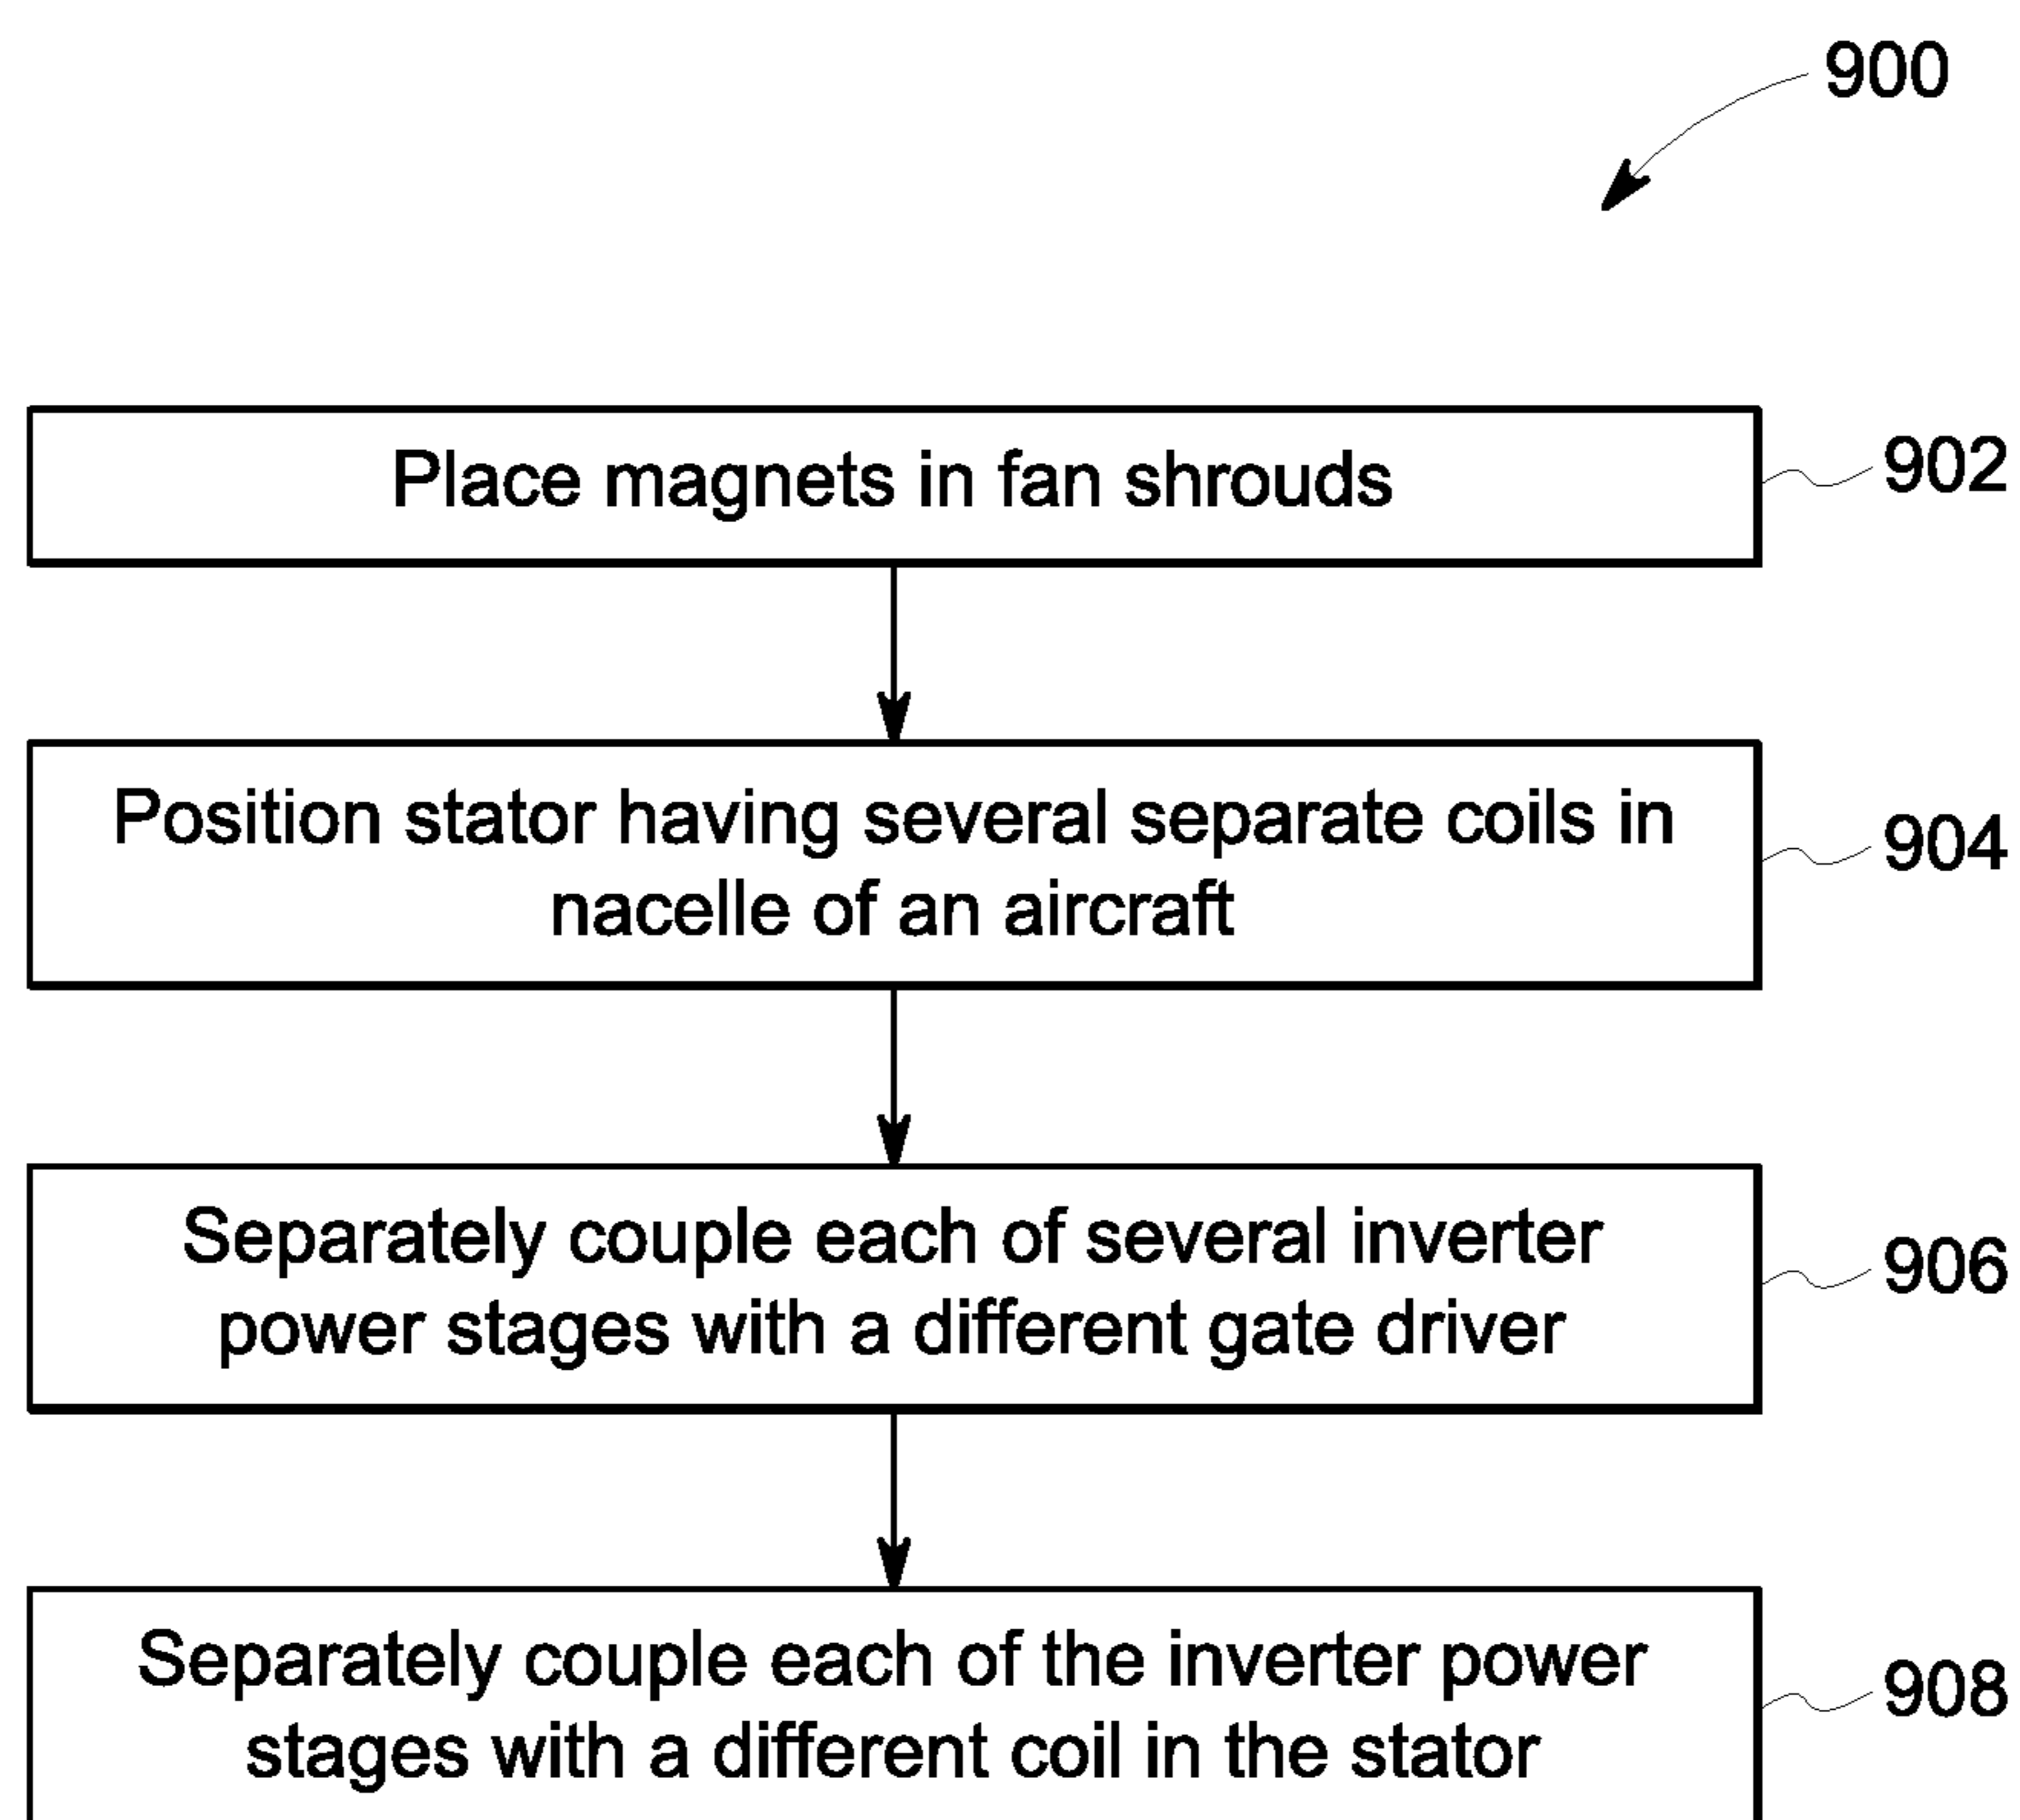 900
Place magnets in fan shrouds
902
Position stator having several separate coils in
nacelle of an aircraft
904
Separately couple each of several inverter
power stages with a different gate driver
906
Separately couple each of the inverter power
stages with a different coil in the stator
908